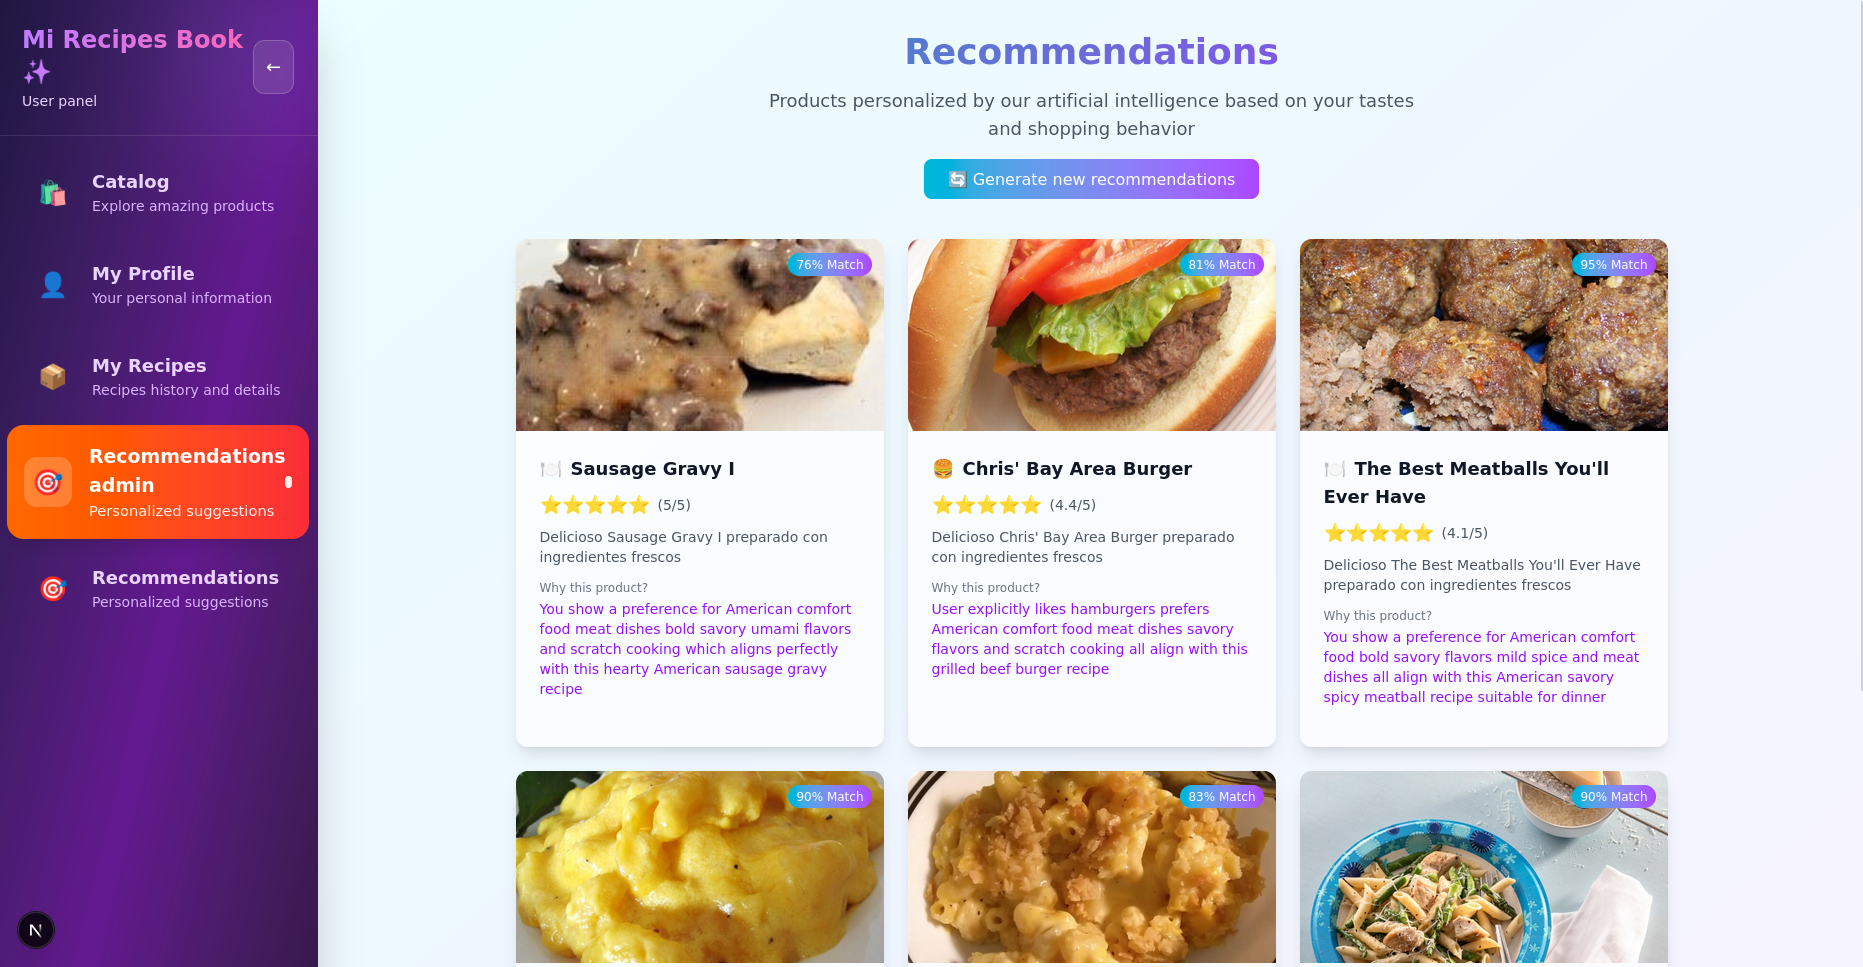 Mi Recipes Book
✨
User panel
←
Catalog
Explore amazing products
My Profile
Your personal information
My Recipes
Recipes history and details
Recommendations
admin
Personalized suggestions
Recommendations
Personalized suggestions
N
Recommendations
Products personalized by our artificial intelligence based on your tastes
and shopping behavior
🔄 Generate new recommendations
76% Match
🍽️ Sausage Gravy I
⭐⭐⭐⭐⭐ (5/5)
Delicioso Sausage Gravy I preparado con
ingredientes frescos
Why this product?
You show a preference for American comfort
food meat dishes bold savory umami flavors
and scratch cooking which aligns perfectly
with this hearty American sausage gravy
recipe
81% Match
🍔 Chris' Bay Area Burger
⭐⭐⭐⭐⭐ (4.4/5)
Delicioso Chris' Bay Area Burger preparado
con ingredientes frescos
Why this product?
User explicitly likes hamburgers prefers
American comfort food meat dishes savory
flavors and scratch cooking all align with this
grilled beef burger recipe
95% Match
🍽️ The Best Meatballs You'll
Ever Have
⭐⭐⭐⭐⭐ (4.1/5)
Delicioso The Best Meatballs You'll Ever Have
preparado con ingredientes frescos
Why this product?
You show a preference for American comfort
food bold savory flavors mild spice and meat
dishes all align with this American savory
spicy meatball recipe suitable for dinner
90% Match
83% Match
90% Match